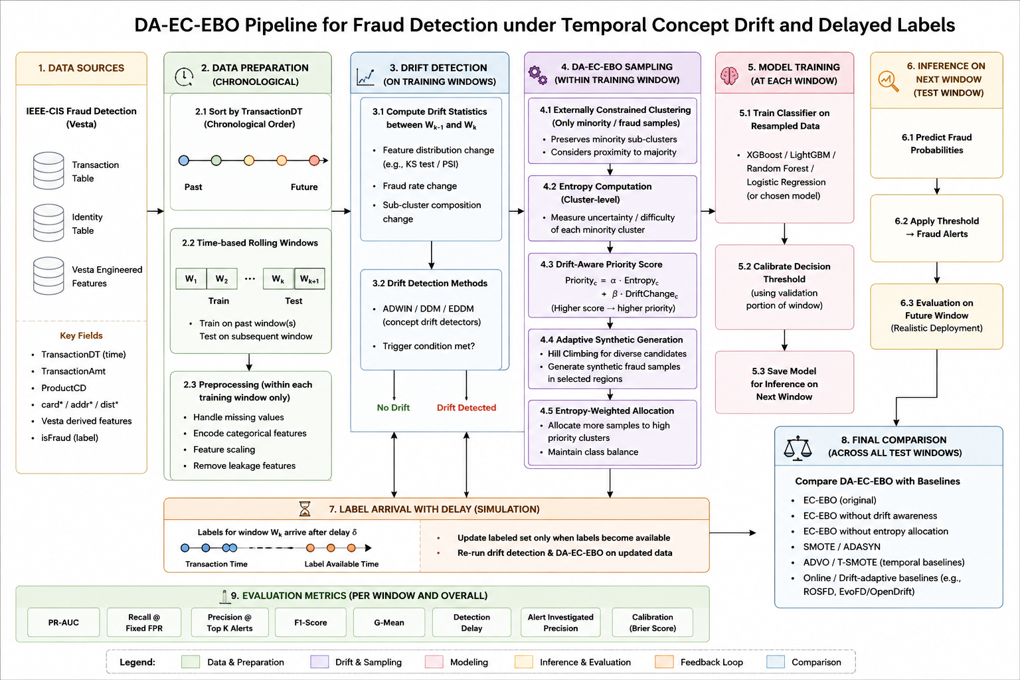 DA-EC-EBO Pipeline for Fraud Detection under Temporal Concept Drift and Delayed Labels
1. DATA SOURCES
IEEE-CIS Fraud Detection
(Vesta)
Transaction
Table
Identity
Table
Vesta Engineered
Features
Key Fields
• TransactionDT (time)
• TransactionAmt
• ProductCD
• card* / addr* / dist*
• Vesta derived features
• isFraud (label)
2. DATA PREPARATION
(CHRONOLOGICAL)
2.1 Sort by TransactionDT
(Chronological Order)
Past Future
2.2 Time-based Rolling Windows
W1 W2 ··· Wk Wk+1
Train Test
• Train on past window(s)
Test on subsequent window
2.3 Preprocessing (within each
training window only)
• Handle missing values
• Encode categorical features
• Feature scaling
• Remove leakage features
3. DRIFT DETECTION
(ON TRAINING WINDOWS)
3.1 Compute Drift Statistics
between Wk-1 and Wk
• Feature distribution change
(e.g., KS test / PSI)
• Fraud rate change
• Sub-cluster composition
change
3.2 Drift Detection Methods
• ADWIN / DDM / EDDM
(concept drift detectors)
• Trigger condition met?
No Drift Drift Detected
4. DA-EC-EBO SAMPLING
(WITHIN TRAINING WINDOW)
4.1 Externally Constrained Clustering
(Only minority / fraud samples)
• Preserves minority sub-clusters
• Considers proximity to majority
4.2 Entropy Computation
(Cluster-level)
• Measure uncertainty / difficulty
of each minority cluster
4.3 Drift-Aware Priority Score
Priorityc = α · Entropyc
+ β · DriftChangec
(Higher score → higher priority)
4.4 Adaptive Synthetic Generation
• Hill Climbing for diverse candidates
• Generate synthetic fraud samples
in selected regions
4.5 Entropy-Weighted Allocation
• Allocate more samples to high
priority clusters
• Maintain class balance
5. MODEL TRAINING
(AT EACH WINDOW)
5.1 Train Classifier on
Resampled Data
• XGBoost / LightGBM /
Random Forest /
Logistic Regression
(or chosen model)
5.2 Calibrate Decision
Threshold
(using validation
portion of window)
5.3 Save Model
for Inference on
Next Window
6. INFERENCE ON
NEXT WINDOW
(TEST WINDOW)
6.1 Predict Fraud
Probabilities
6.2 Apply Threshold
→ Fraud Alerts
6.3 Evaluation on
Future Window
(Realistic Deployment)
7. LABEL ARRIVAL WITH DELAY (SIMULATION)
Labels for window Wk arrive after delay δ
Transaction Time Label Available Time
• Update labeled set only when labels become available
• Re-run drift detection & DA-EC-EBO on updated data
8. FINAL COMPARISON
(ACROSS ALL TEST WINDOWS)
Compare DA-EC-EBO with Baselines
• EC-EBO (original)
• EC-EBO without drift awareness
• EC-EBO without entropy allocation
• SMOTE / ADASYN
• ADVO / T-SMOTE (temporal baselines)
• Online / Drift-adaptive baselines (e.g.,
ROSFD, EvoFD/OpenDrift)
9. EVALUATION METRICS (PER WINDOW AND OVERALL)
PR-AUC
Recall @
Fixed FPR
Precision @
Top K Alerts
F1-Score
G-Mean
Detection
Delay
Alert Investigated
Precision
Calibration
(Brier Score)
Legend: Data & Preparation Drift & Sampling Modeling Inference & Evaluation Feedback Loop Comparison